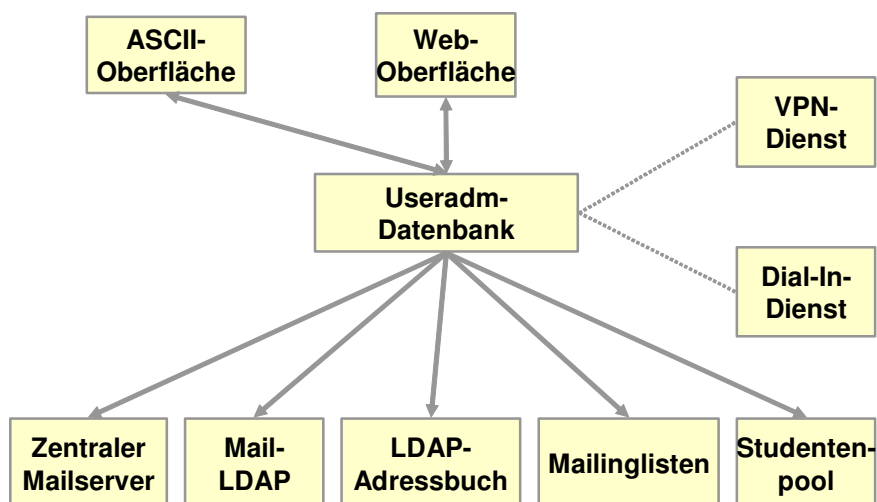 ASCII-
Oberfläche
Web-
Oberfläche
VPN-
Dienst
Useradm-
Datenbank
Dial-In-
Dienst
Zentraler
Mailserver
Mail-
LDAP
LDAP-
Adressbuch
Mailinglisten
Studenten-
pool